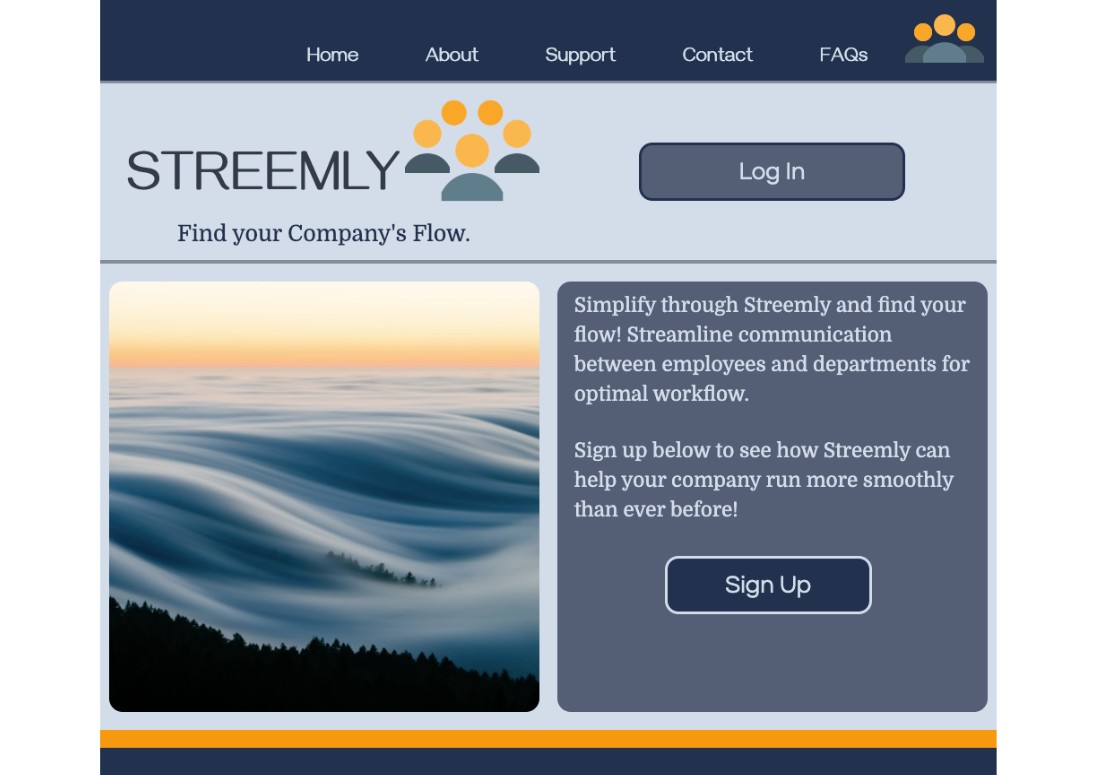 Home About Support Contact FAQs
STREEMLY
Log In
Find your Company's Flow.
Simplify through Streemly and find your
flow! Streamline communication
between employees and departments for
optimal workflow.
Sign up below to see how Streemly can
help your company run more smoothly
than ever before!
Sign Up